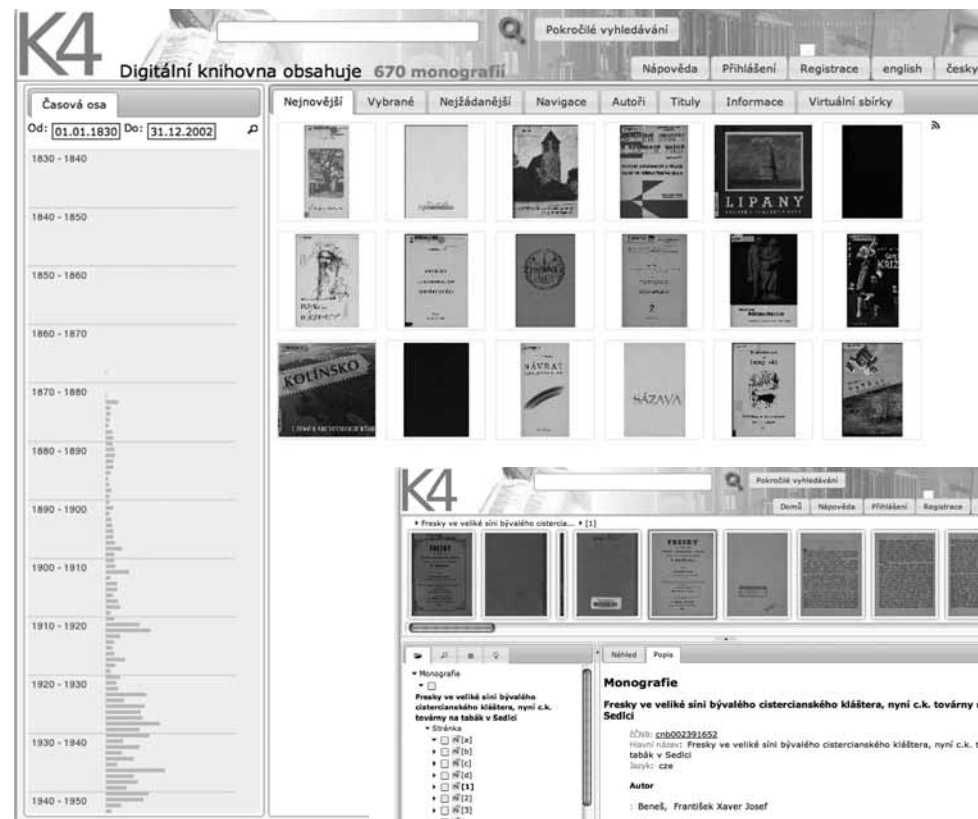 K4
Pokročilé vyhledávání
Digitální knihovna obsahuje 670 monografií
Nápověda
Přihlášení
Registrace
english
česky
Časová osa
Od: 01.01.1830 Do: 31.12.2002
1830 - 1840
1840 - 1850
1850 - 1860
1860 - 1870
1870 - 1880
1880 - 1890
1890 - 1900
1900 - 1910
1910 - 1920
1920 - 1930
1930 - 1940
1940 - 1950
Nejnovější
Vybrané
Nejžádanější
Navigace
Autoři
Tituly
Informace
Virtuální sbírky
LIPANY
KOLÍNSKO
NÁVRAT
SÁZAVA
K4
Pokročilé vyhledávání
Domů
Nápověda
Přihlášení
Registrace
Fresky ve veliké síni bývalého cistercia... [1]
FRESKY
Monografie
Fresky ve veliké síni bývalého
cistercianského kláštera, nyní c.k.
továrny na tabák v Sedlci
Stránka
[a]
[b]
[c]
[d]
[1]
[2]
[3]
Náhled
Popis
Monografie
Fresky ve veliké síni bývalého cistercianského kláštera, nyní c.k. továrny
Sedlci
čČNB: cnb002391652
Hlavní název: Fresky ve veliké síni bývalého cistercianského kláštera, nyní c.k.
tabák v Sedlci
Jazyk: cze
Autor
: Beneš, František Xaver Josef